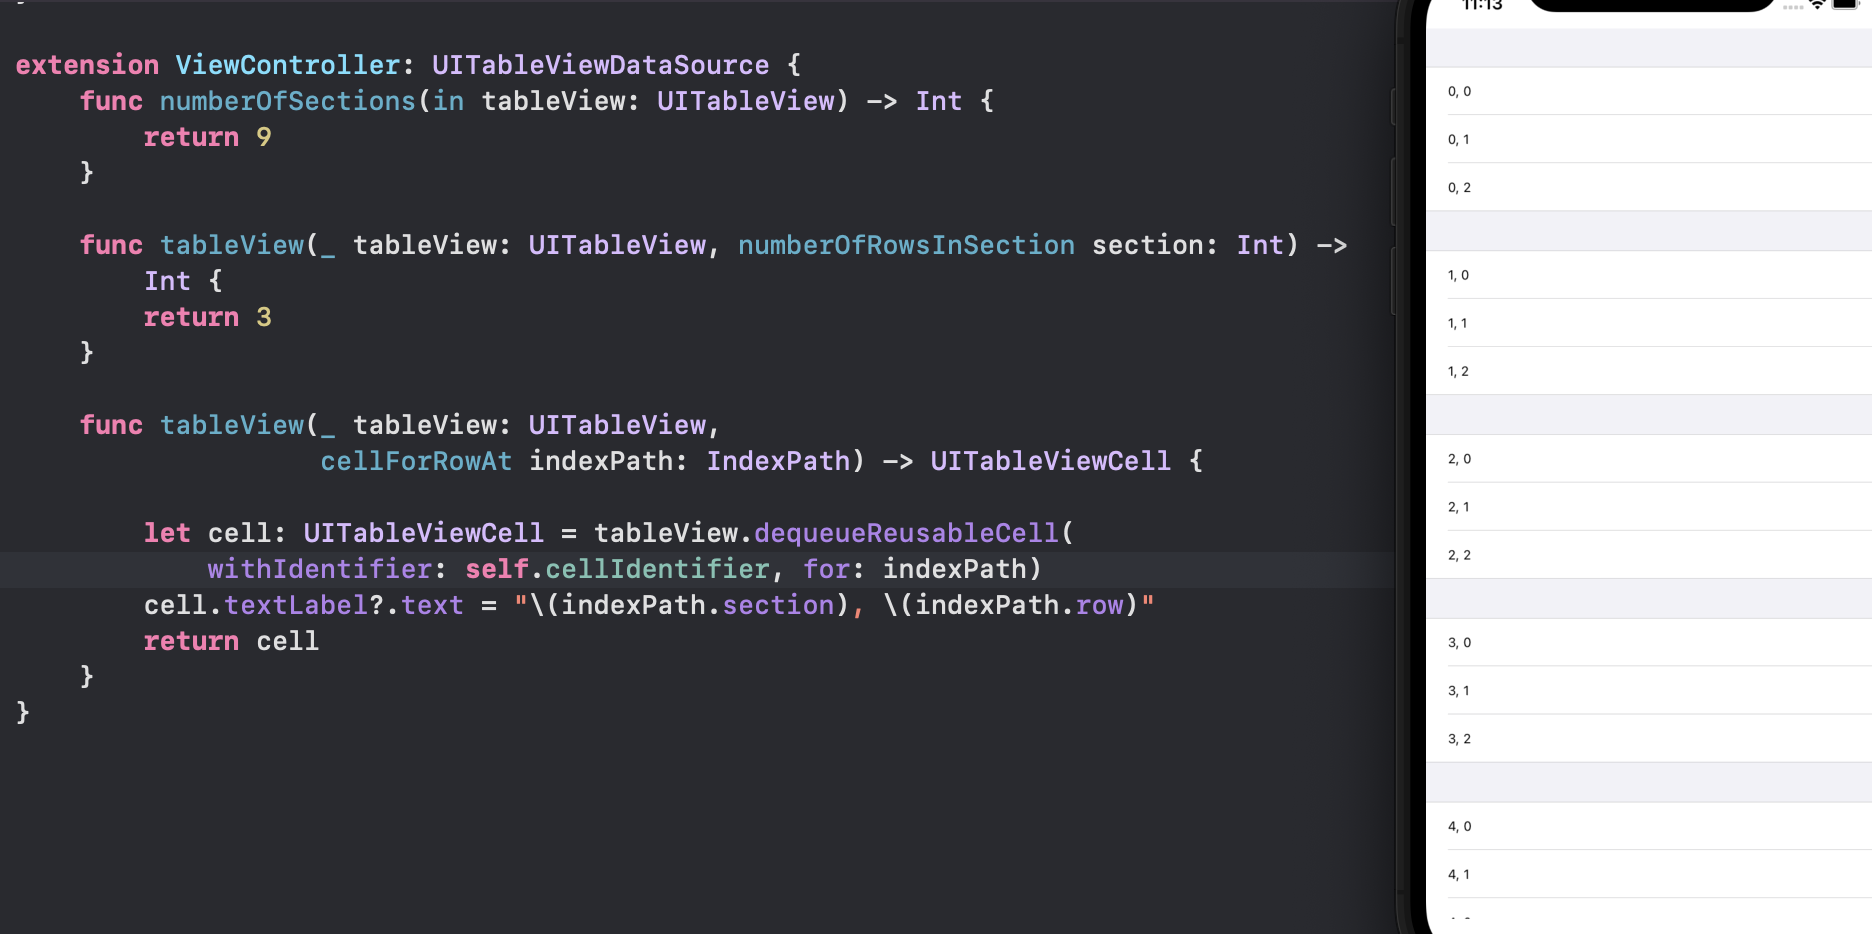 extension ViewController: UITableViewDataSource {
func numberOfSections(in tableView: UITableView) -> Int {
return 9
}
func tableView(_ tableView: UITableView, numberOfRowsInSection section: Int) ->
Int {
return 3
}
func tableView(_ tableView: UITableView,
cellForRowAt indexPath: IndexPath) -> UITableViewCell {
let cell: UITableViewCell = tableView.dequeueReusableCell(
withIdentifier: self.cellIdentifier, for: indexPath)
cell.textLabel?.text = "\(indexPath.section), \(indexPath.row)"
return cell
}
}
11:13
0, 0
0, 1
0, 2
1, 0
1, 1
1, 2
2, 0
2, 1
2, 2
3, 0
3, 1
3, 2
4, 0
4, 1